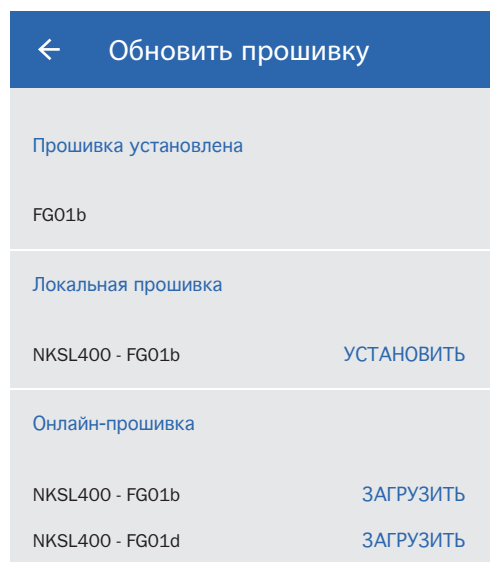 Обновить прошивку
Прошивка установлена
FG01b
Локальная прошивка
NKSL400 - FG01b УСТАНОВИТЬ
Онлайн-прошивка
NKSL400 - FG01b ЗАГРУЗИТЬ
NKSL400 - FG01d ЗАГРУЗИТЬ